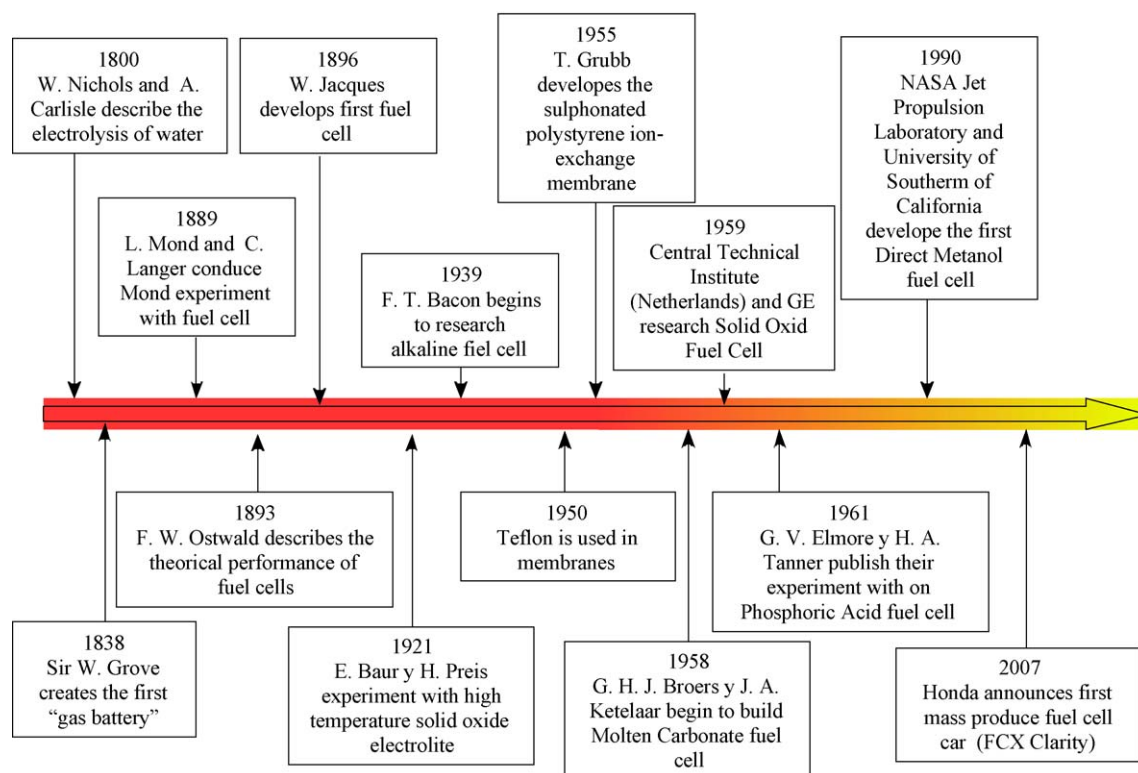 1800
W. Nichols and A.
Carlisle describe the
electrolysis of water
1896
W. Jacques
develops first fuel
cell
1955
T. Grubb
developes the
sulphonated
polystyrene ion-
exchange
membrane
1990
NASA Jet
Propulsion
Laboratory and
University of
Southerm of
California
develope the first
Direct Metanol
fuel cell
1889
L. Mond and C.
Langer conduce
Mond experiment
with fuel cell
1939
F. T. Bacon begins
to research
alkaline fiel cell
1959
Central Technical
Institute
(Netherlands) and GE
research Solid Oxid
Fuel Cell
1893
F. W. Ostwald describes the
theorical performance of
fuel cells
1950
Teflon is used in
membranes
1961
G. V. Elmore y H. A.
Tanner publish their
experiment with on
Phosphoric Acid fuel cell
1838
Sir W. Grove
creates the first
“gas battery”
1921
E. Baur y H. Preis
experiment with high
temperature solid oxide
electrolite
1958
G. H. J. Broers y J. A.
Ketelaar begin to build
Molten Carbonate fuel
cell
2007
Honda announces first
mass produce fuel cell
car (FCX Clarity)